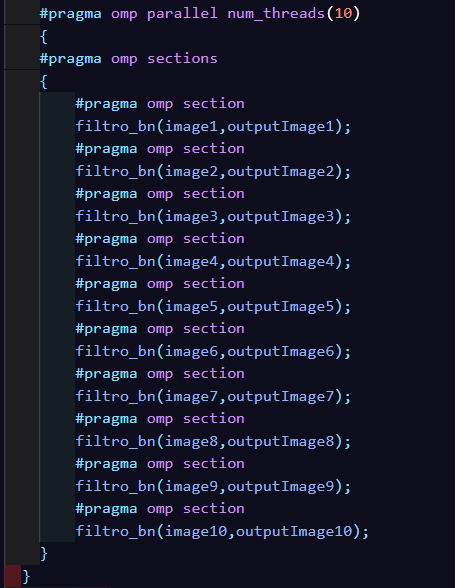 #pragma omp parallel num_threads(10)
{
#pragma omp sections
{
#pragma omp section
filtro_bn(image1,outputImage1);
#pragma omp section
filtro_bn(image2,outputImage2);
#pragma omp section
filtro_bn(image3,outputImage3);
#pragma omp section
filtro_bn(image4,outputImage4);
#pragma omp section
filtro_bn(image5,outputImage5);
#pragma omp section
filtro_bn(image6,outputImage6);
#pragma omp section
filtro_bn(image7,outputImage7);
#pragma omp section
filtro_bn(image8,outputImage8);
#pragma omp section
filtro_bn(image9,outputImage9);
#pragma omp section
filtro_bn(image10,outputImage10);
}
}